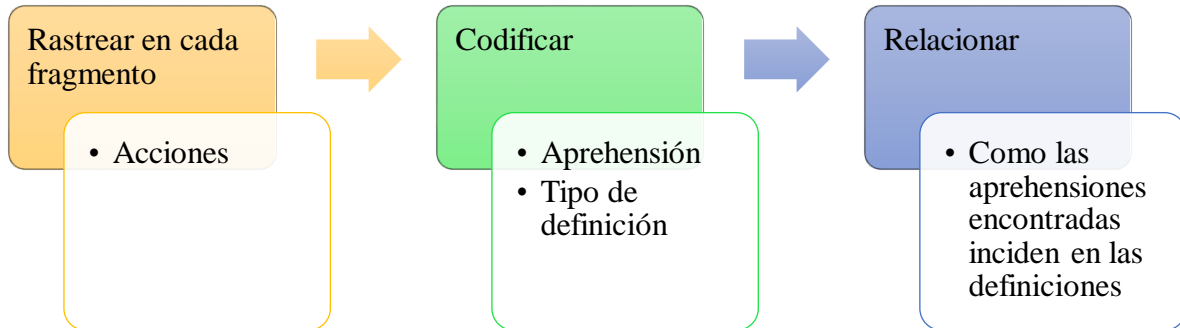 Rastrear en cada
fragmento
• Acciones
Codificar
• Aprehensión
• Tipo de
definición
Relacionar
• Como las
aprehensiones
encontradas
inciden en las
definiciones